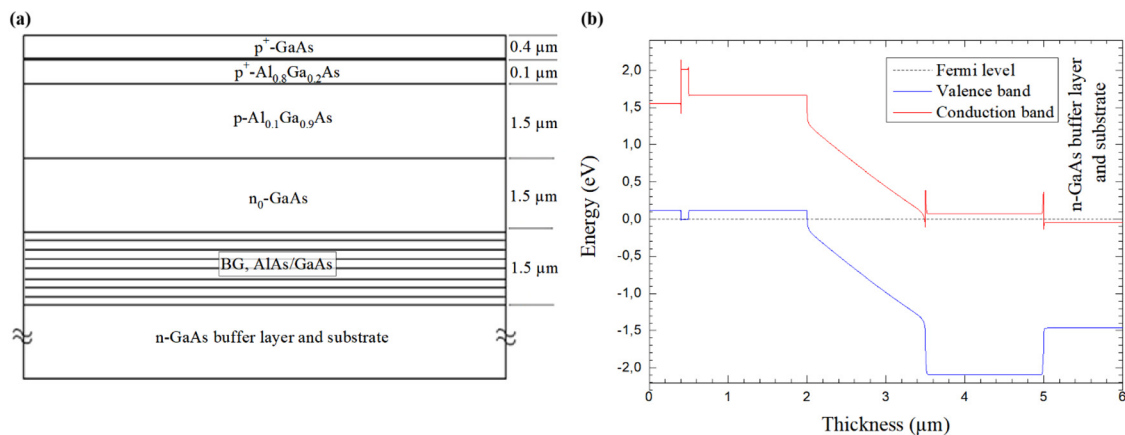 (a)
p+-GaAs
0.4 µm
p+-Al0.8Ga0.2As
0.1 µm
p-Al0.1Ga0.9As
1.5 µm
n0-GaAs
1.5 µm
BG, AlAs/GaAs
1.5 µm
n-GaAs buffer layer and substrate
(b)
Energy (eV)
2,0
1,5
1,0
0,5
0,0
-0,5
-1,0
-1,5
-2,0
Fermi level
Valence band
Conduction band
n-GaAs buffer layer
and substrate
0 1 2 3 4 5 6
Thickness (µm)